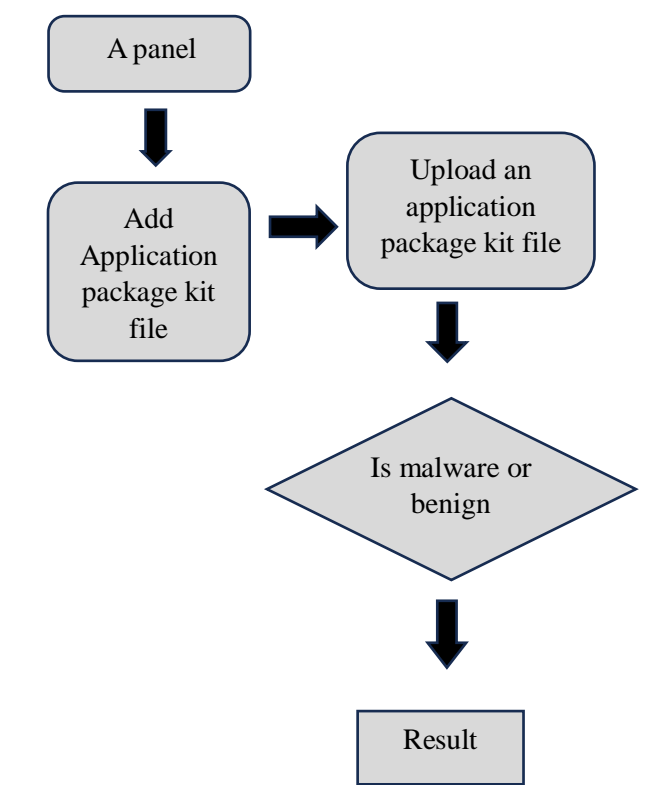 A panel
Add
Application
package kit
file
Upload an
application
package kit file
Is malware or
benign
Result